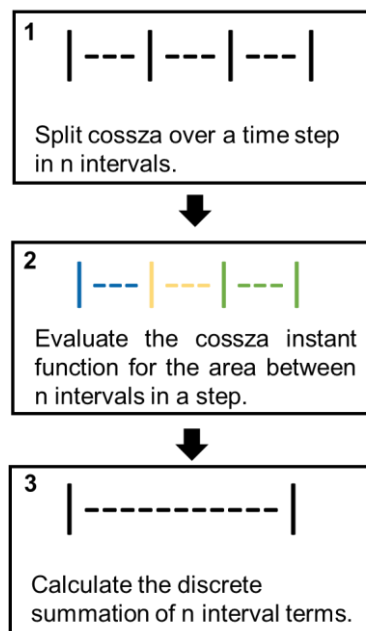 1
Split cossza over a time step
in n intervals.
2
Evaluate the cossza instant
function for the area between
n intervals in a step.
3
Calculate the discrete
summation of n interval terms.